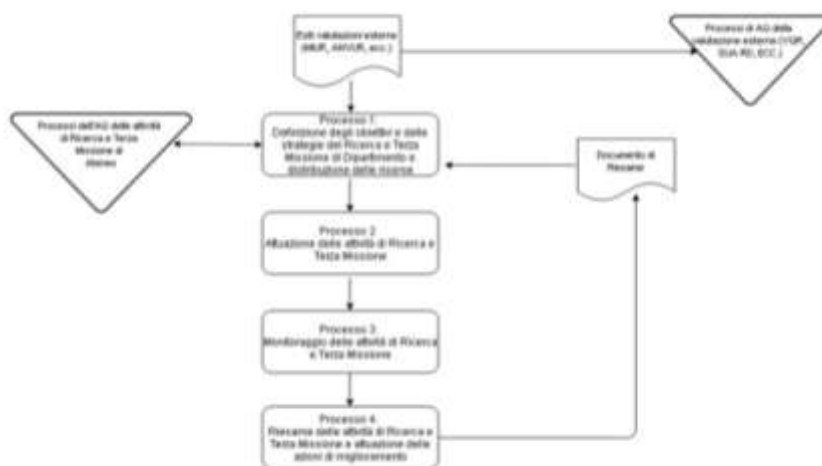 Esiti valutazioni esterne
(MUR, ANVUR, ecc.)
Processi di AQ della
valutazione esterna (VQR,
SUA-RD, ECC.)
Processi dell'AQ delle attività
di Ricerca e Terza
Missione di
Ateneo
Processo 1:
Definizione degli obiettivi e delle
strategie del Ricerca e Terza
Missione di Dipartimento e
distribuzione delle risorse
Documento di
Riesame
Processo 2
Attuazione delle attività di Ricerca e
Terza Missione
Processo 3.
Monitoraggio delle attività di Ricerca
e Terza Missione
Processo 4.
Riesame delle attività di Ricerca e
Terza Missione e attuazione delle
azioni di miglioramento